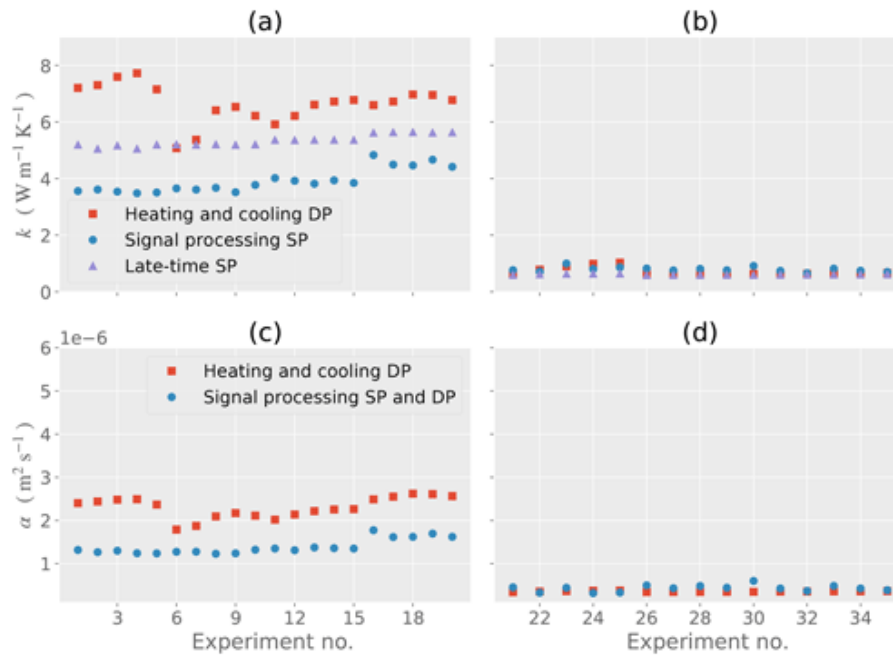 (a)
(b)
8
6
4
2
0
k ( W m⁻¹ K⁻¹)
Heating and cooling DP
Signal processing SP
Late-time SP
(c)
(d)
1e−6
6
5
4
3
2
1
α ( m² s⁻¹)
Heating and cooling DP
Signal processing SP and DP
3 6 9 12 15 18
22 24 26 28 30 32 34
Experiment no.
Experiment no.